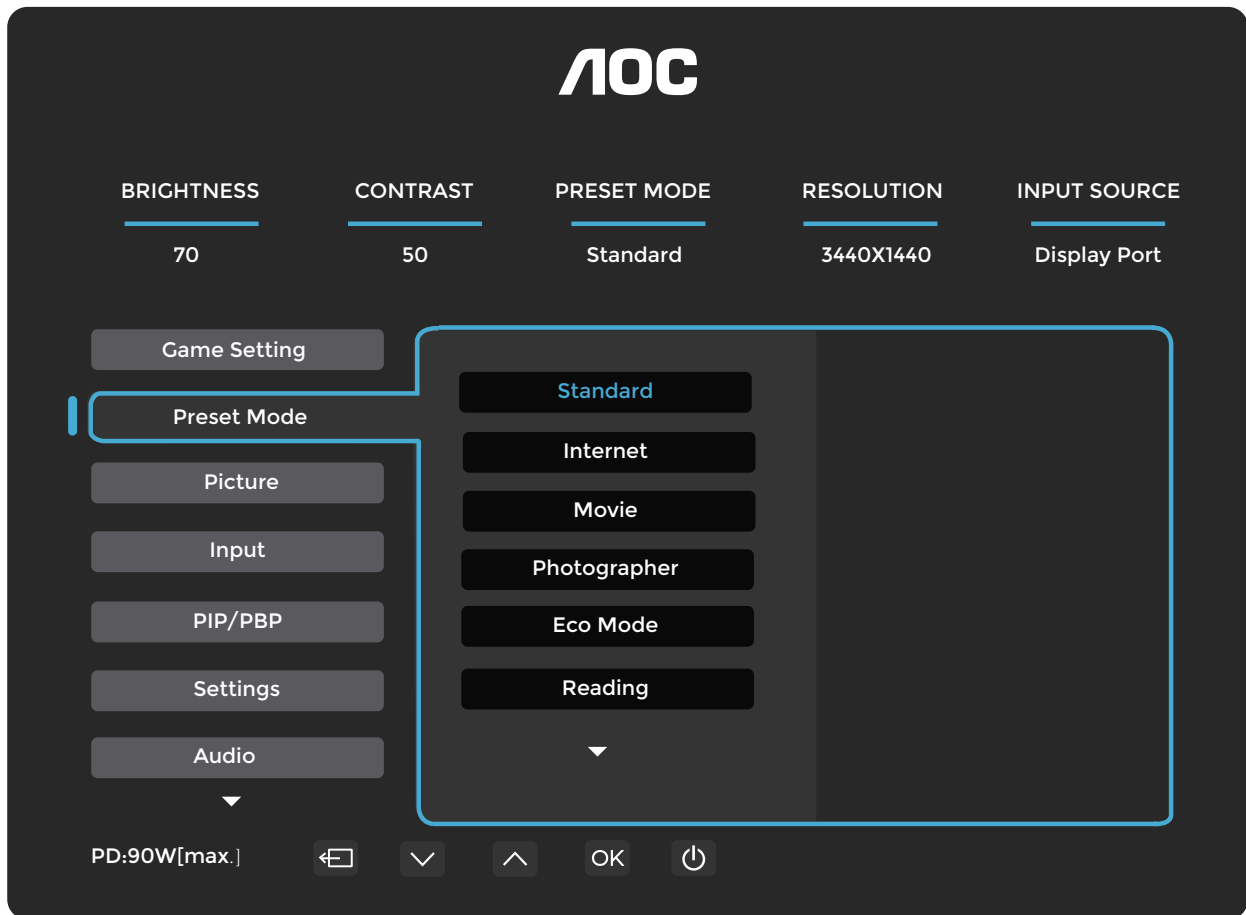 AOC
BRIGHTNESS CONTRAST PRESET MODE RESOLUTION INPUT SOURCE
70 50 Standard 3440X1440 Display Port
Game Setting
Preset Mode
Picture
Input
PIP/PBP
Settings
Audio
Standard
Internet
Movie
Photographer
Eco Mode
Reading
PD:90W[max.]
OK